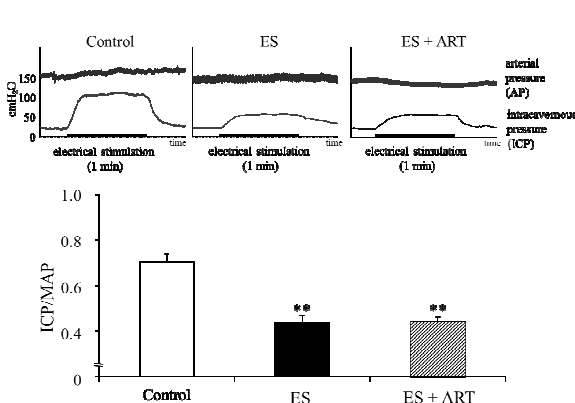 Control ES ES + ART
cmH₂O
150
100
50
0
arterial
pressure
(AP)
intracavernous
pressure
(ICP)
time time time
electrical stimulation electrical stimulation electrical stimulation
(1 min) (1 min) (1 min)
ICP/MAP
1.0
0.8
0.6
0.4
0
** **
Control ES ES + ART